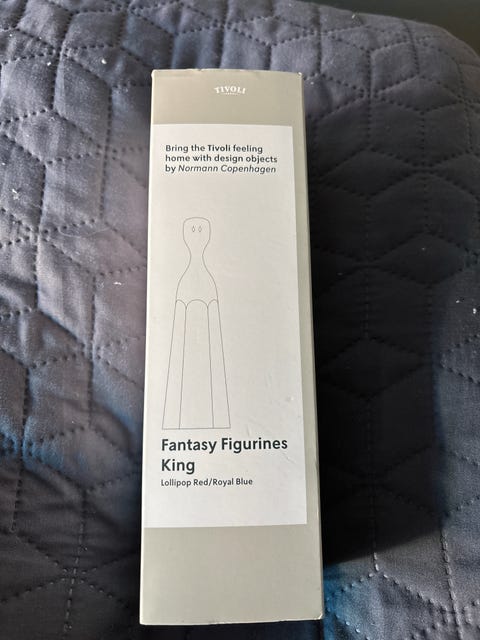 TIVOLI
Bring the Tivoli feeling
home with design objects
by Normann Copenhagen
Fantasy Figurines
King
Lollipop Red/Royal Blue